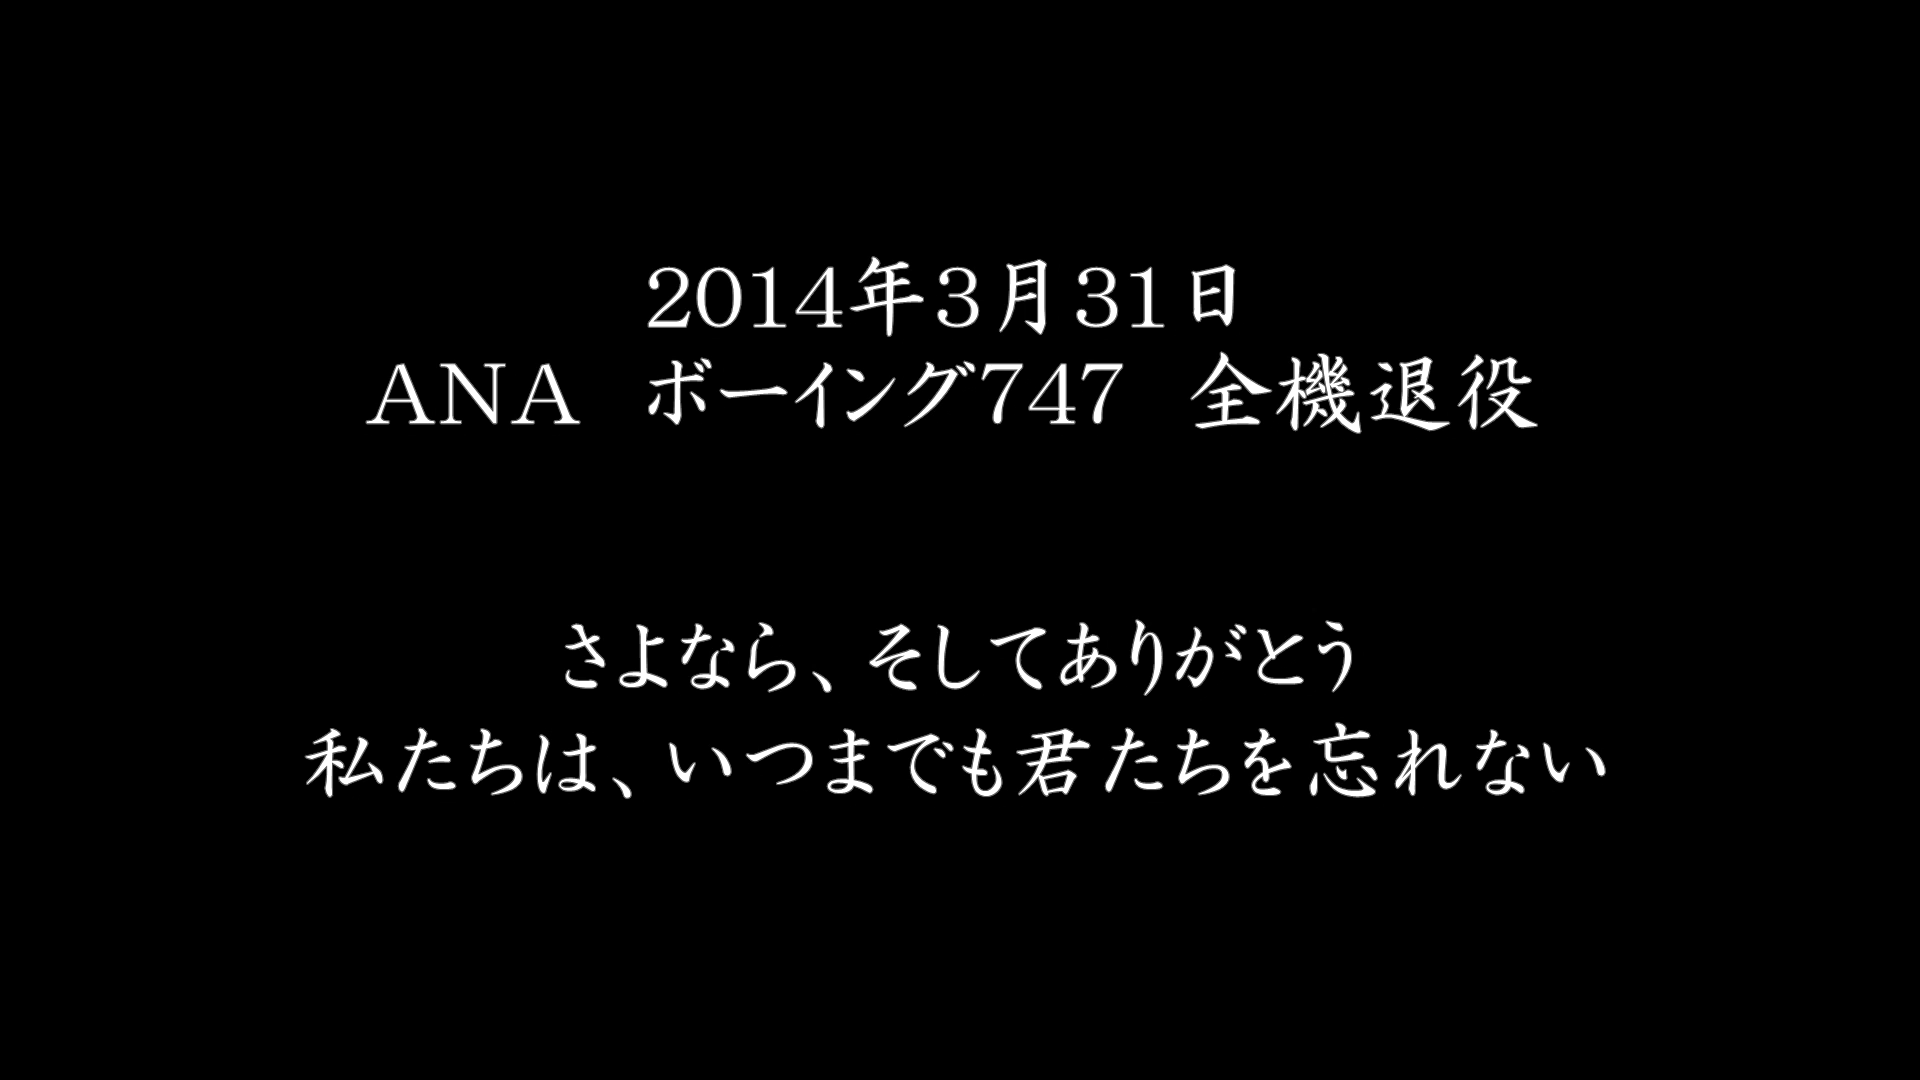 2014年3月31日
ANA　ボーイング747　全機退役
さよなら、そしてありがとう
私たちは、いつまでも君たちを忘れない